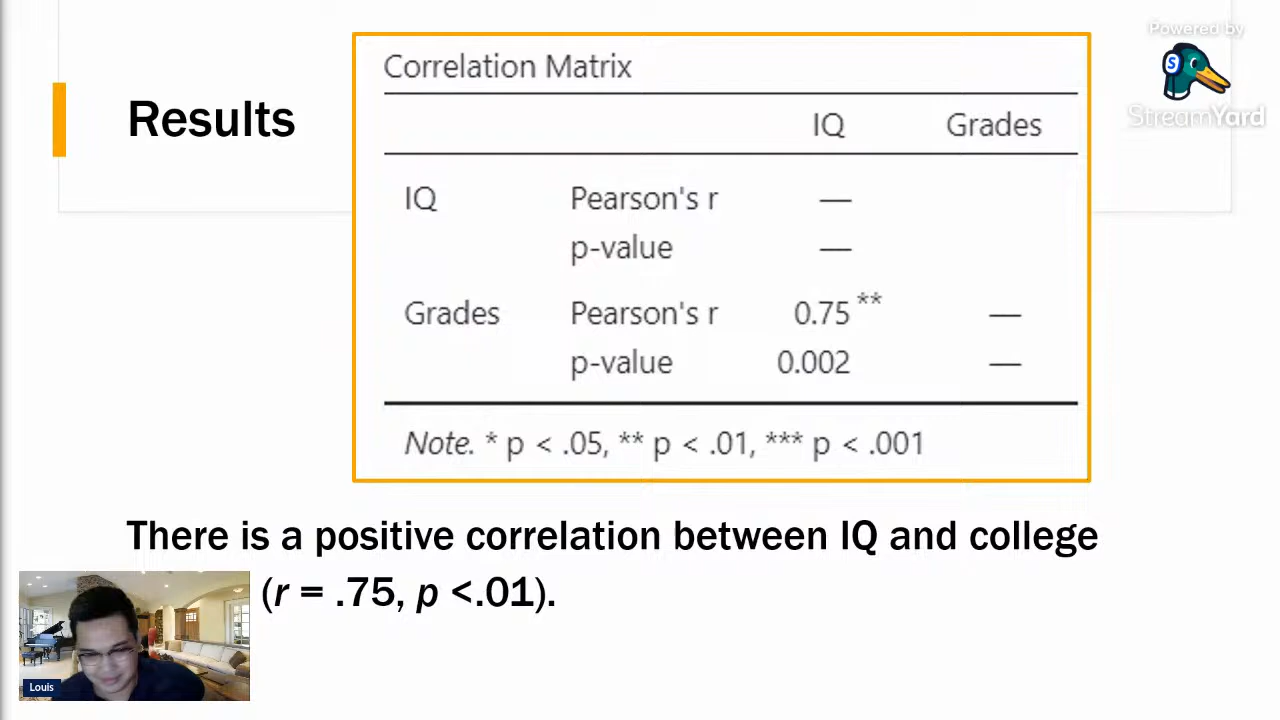 Powered by
StreamYard
Results
Correlation Matrix
IQ Grades
IQ Pearson's r —
p-value —
Grades Pearson's r 0.75 ** —
p-value 0.002 —
Note. * p < .05, ** p < .01, *** p < .001
There is a positive correlation between IQ and college
(r = .75, p <.01).
Louis